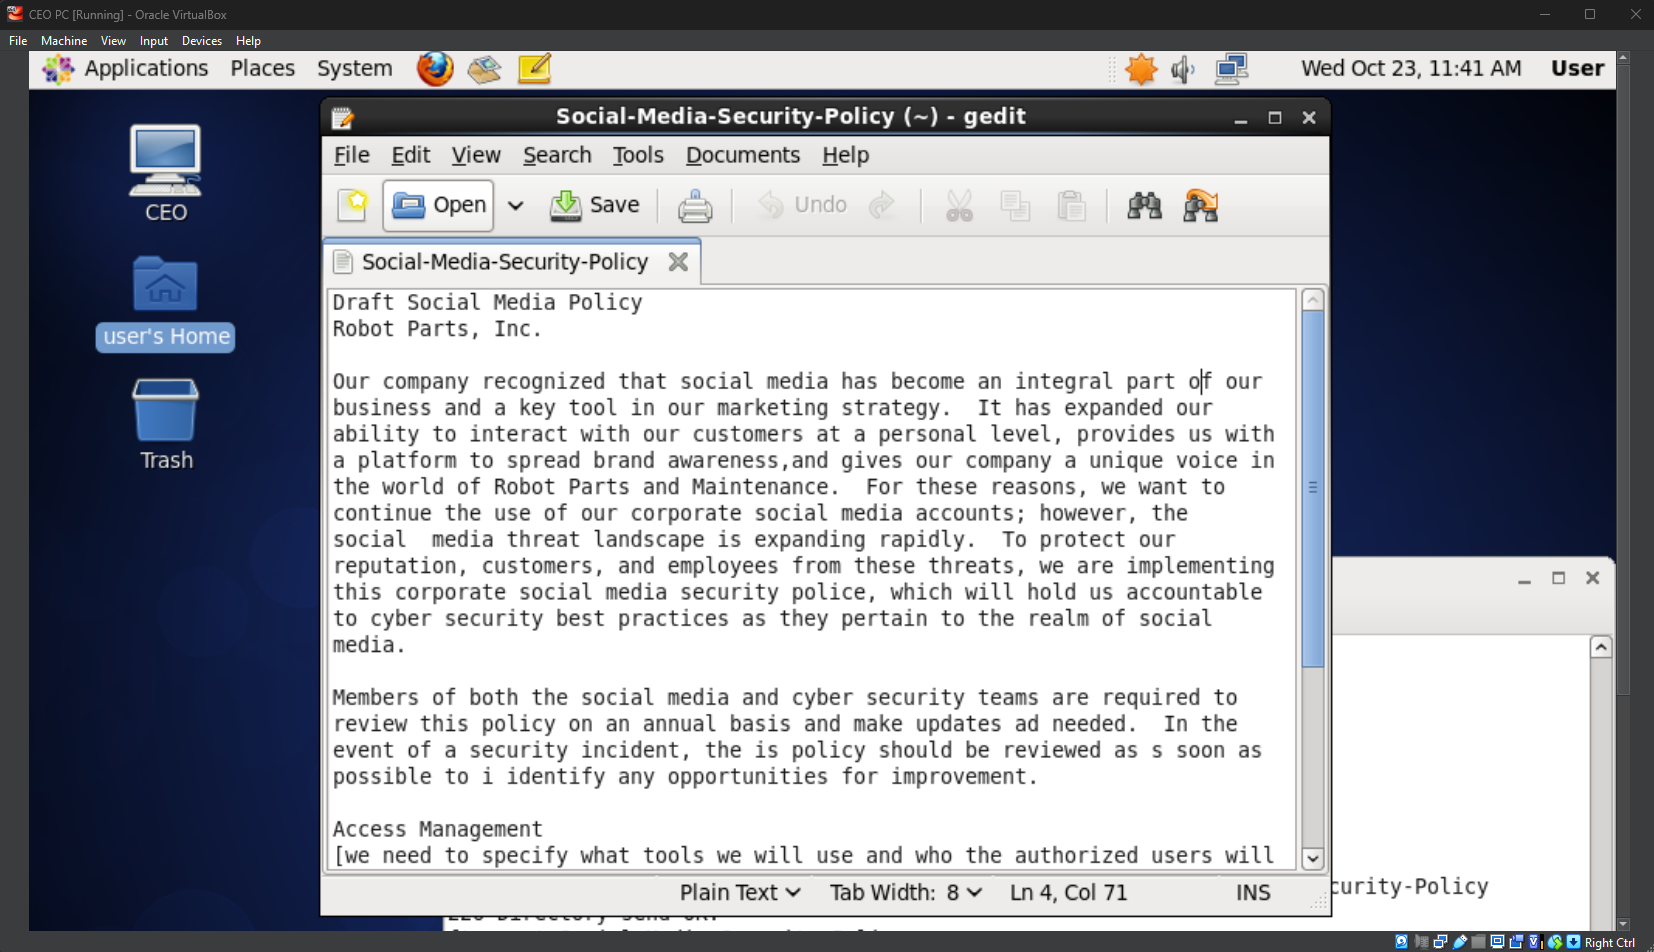 CEO PC [Running] - Oracle VirtualBox
File Machine View Input Devices Help
Applications Places System Wed Oct 23, 11:41 AM User
CEO
user's Home
Trash
Social-Media-Security-Policy (~) - gedit
File Edit View Search Tools Documents Help
Open Save Undo
Social-Media-Security-Policy
Draft Social Media Policy
Robot Parts, Inc.
Our company recognized that social media has become an integral part of our
business and a key tool in our marketing strategy.  It has expanded our
ability to interact with our customers at a personal level, provides us with
a platform to spread brand awareness,and gives our company a unique voice in
the world of Robot Parts and Maintenance.  For these reasons, we want to
continue the use of our corporate social media accounts; however, the
social  media threat landscape is expanding rapidly.  To protect our
reputation, customers, and employees from these threats, we are implementing
this corporate social media security police, which will hold us accountable
to cyber security best practices as they pertain to the realm of social
media.
Members of both the social media and cyber security teams are required to
review this policy on an annual basis and make updates ad needed.  In the
event of a security incident, the is policy should be reviewed as s soon as
possible to i identify any opportunities for improvement.
Access Management
[we need to specify what tools we will use and who the authorized users will
Plain Text Tab Width: 8 Ln 4, Col 71 INS
curity-Policy
Right Ctrl